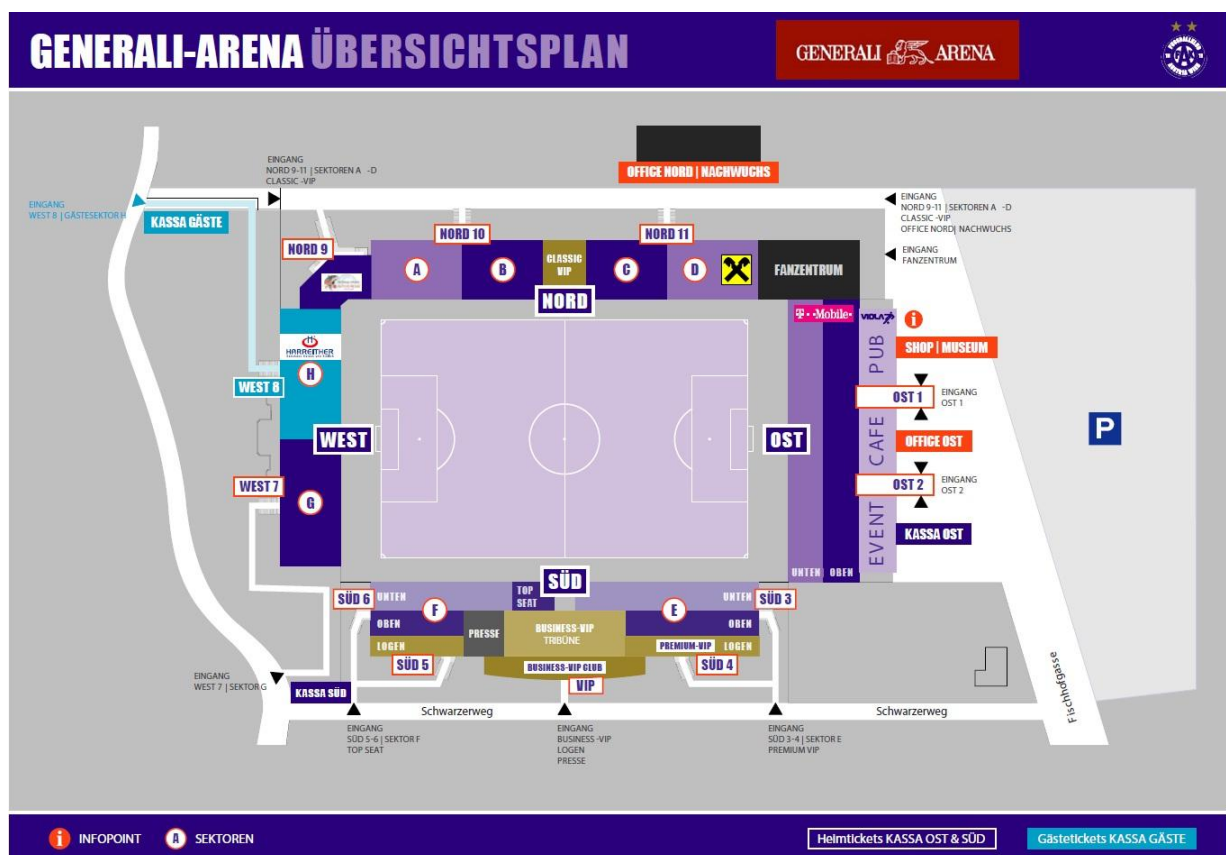 GENERALI-ARENA ÜBERSICHTSPLAN
GENERALI ARENA
EINGANG
NORD 9-11 | SEKTOREN A -D
CLASSIC -VIP
OFFICE NORD | NACHWUCHS
EINGANG
WEST 8 | GÄSTESEKTOR H
KASSA GÄSTE
EINGANG
NORD 9-11 | SEKTOREN A -D
CLASSIC -VIP
OFFICE NORD| NACHWUCHS
EINGANG
FANZENTRUM
NORD 9
NORD 10
NORD 11
A
B
CLASSIC
VIP
C
D
FANZENTRUM
NORD
HARREITHER
H
WEST 8
WEST
WEST 7
G
T··Mobile·
VIOLA
i
SHOP | MUSEUM
OST 1
EINGANG
OST 1
OST
OFFICE OST
OST 2
EINGANG
OST 2
KASSA OST
EVENT CAFE PUB
UNTEN OBEN
P
SÜD
SÜD 6
UNTEN
TOP
SEAT
UNTEN
SÜD 3
F
E
OBEN
PRESSE
BUSINESS-VIP
TRIBÜNE
OBEN
LOGEN
PREMIUM-VIP LOGEN
SÜD 5
BUSINESS-VIP CLUB
SÜD 4
VIP
EINGANG
WEST 7 | SEKTOR G
KASSA SÜD
Schwarzerweg
Schwarzerweg
Fischhofgasse
EINGANG
SÜD 5-6 | SEKTOR F
TOP SEAT
EINGANG
BUSINESS -VIP
LOGEN
PRESSE
EINGANG
SÜD 3-4 | SEKTOR E
PREMIUM VIP
i INFOPOINT
A SEKTOREN
Heimtickets KASSA OST & SÜD
Gästetickets KASSA GÄSTE